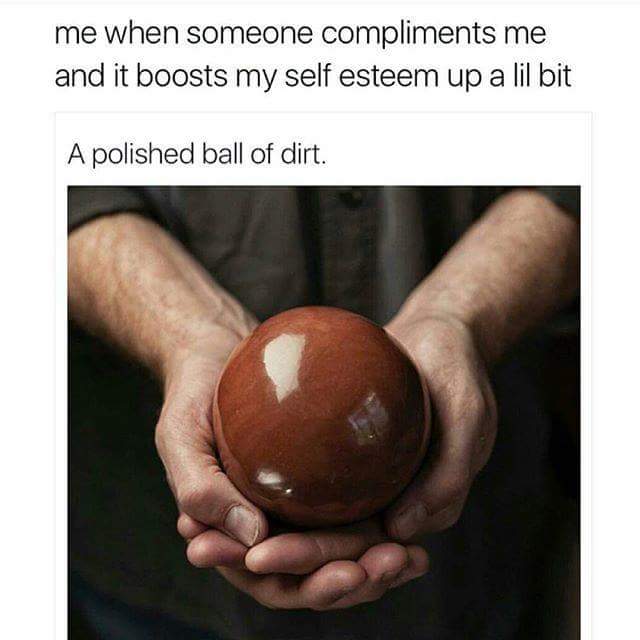 me when someone compliments me
and it boosts my self esteem up a lil bit
A polished ball of dirt.